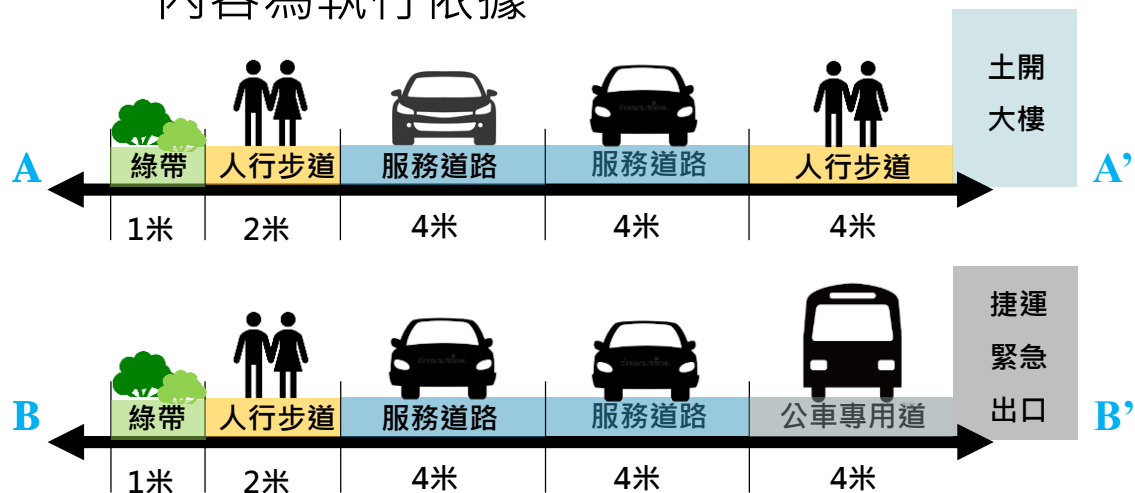 內容為執行依據
土開
大樓
綠帶 人行步道 服務道路 服務道路 人行步道
A A’
1米 2米 4米 4米 4米
捷運
緊急
出口
綠帶 人行步道 服務道路 服務道路 公車專用道
B B’
1米 2米 4米 4米 4米